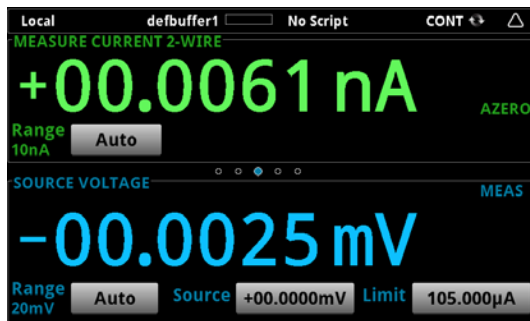 Local defbuffer1 No Script CONT
MEASURE CURRENT 2-WIRE
+00.0061 nA
AZERO
Range
10nA
Auto
SOURCE VOLTAGE
MEAS
−00.0025 mV
Range
20mV
Auto
Source +00.0000mV Limit 105.000µA